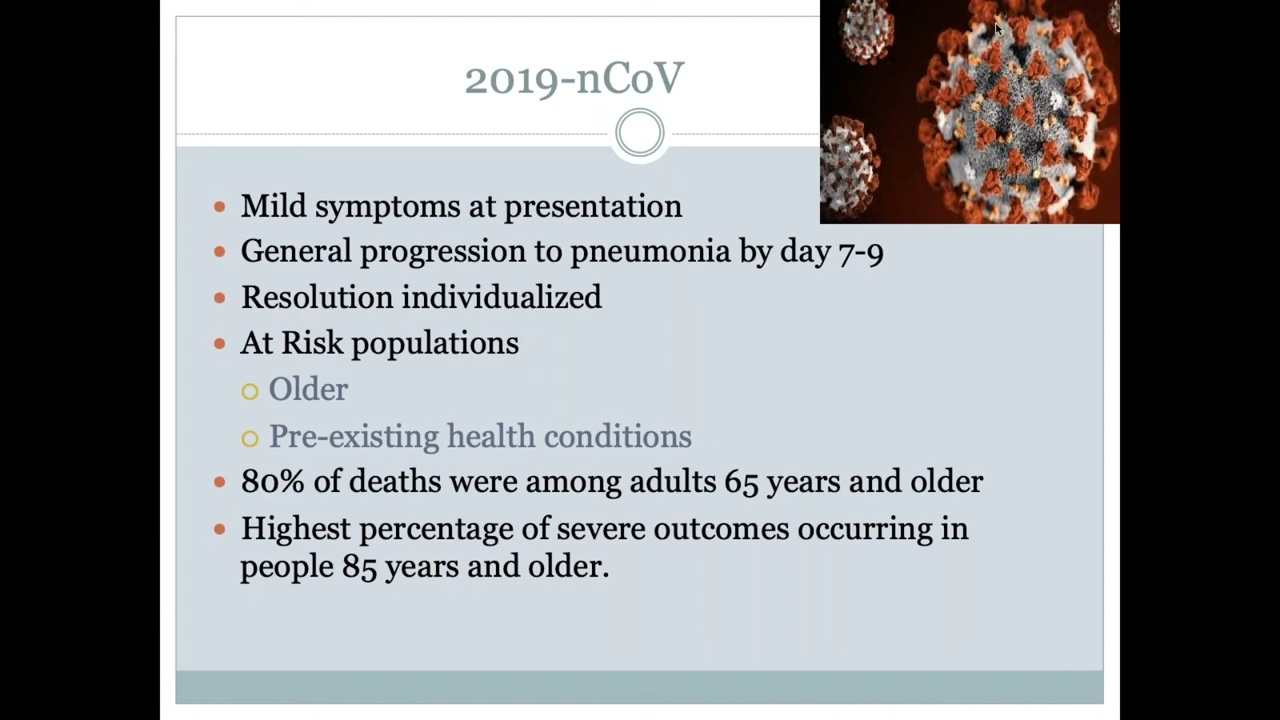 2019-nCoV
Mild symptoms at presentation
General progression to pneumonia by day 7-9
Resolution individualized
At Risk populations
Older
Pre-existing health conditions
80% of deaths were among adults 65 years and older
Highest percentage of severe outcomes occurring in
people 85 years and older.